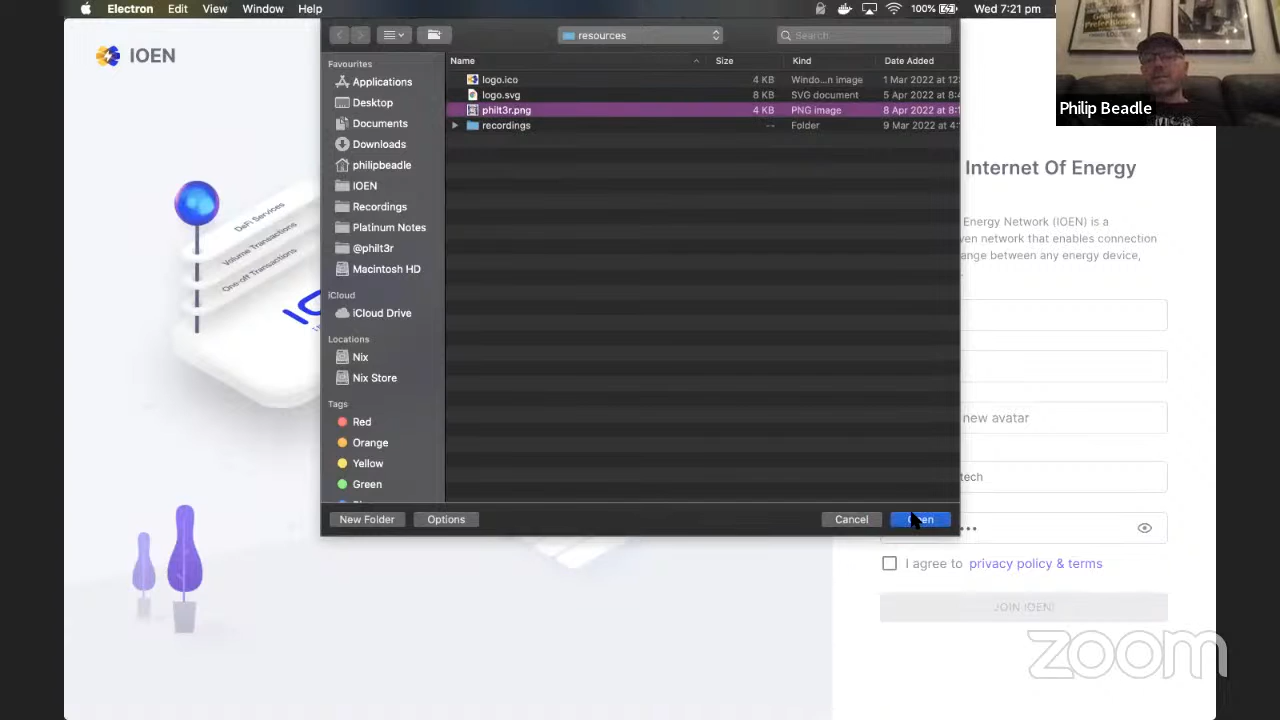 Electron Edit View Window Help
100% Wed 7:21 pm
IOEN
resources
Search
Favourites
Applications
Desktop
Documents
Downloads
philipbeadle
IOEN
Recordings
Platinum Notes
@philt3r
Macintosh HD
iCloud
iCloud Drive
Locations
Nix
Nix Store
Tags
Red
Orange
Yellow
Green
Name Size Kind Date Added
logo.ico 4 KB Windo...n image 1 Mar 2022 at 12:
logo.svg 8 KB SVG document 5 Apr 2022 at 8:4
philt3r.png 4 KB PNG image 8 Apr 2022 at 8:1
recordings -- Folder 9 Mar 2022 at 4:
New Folder Options Cancel
Philip Beadle
DeFi Services
Volume Transactions
One-off Transactions
Internet Of Energy
Energy Network (IOEN) is a
ven network that enables connection
ange between any energy device,
new avatar
tech
I agree to privacy policy & terms
JOIN IOEN!
zoom